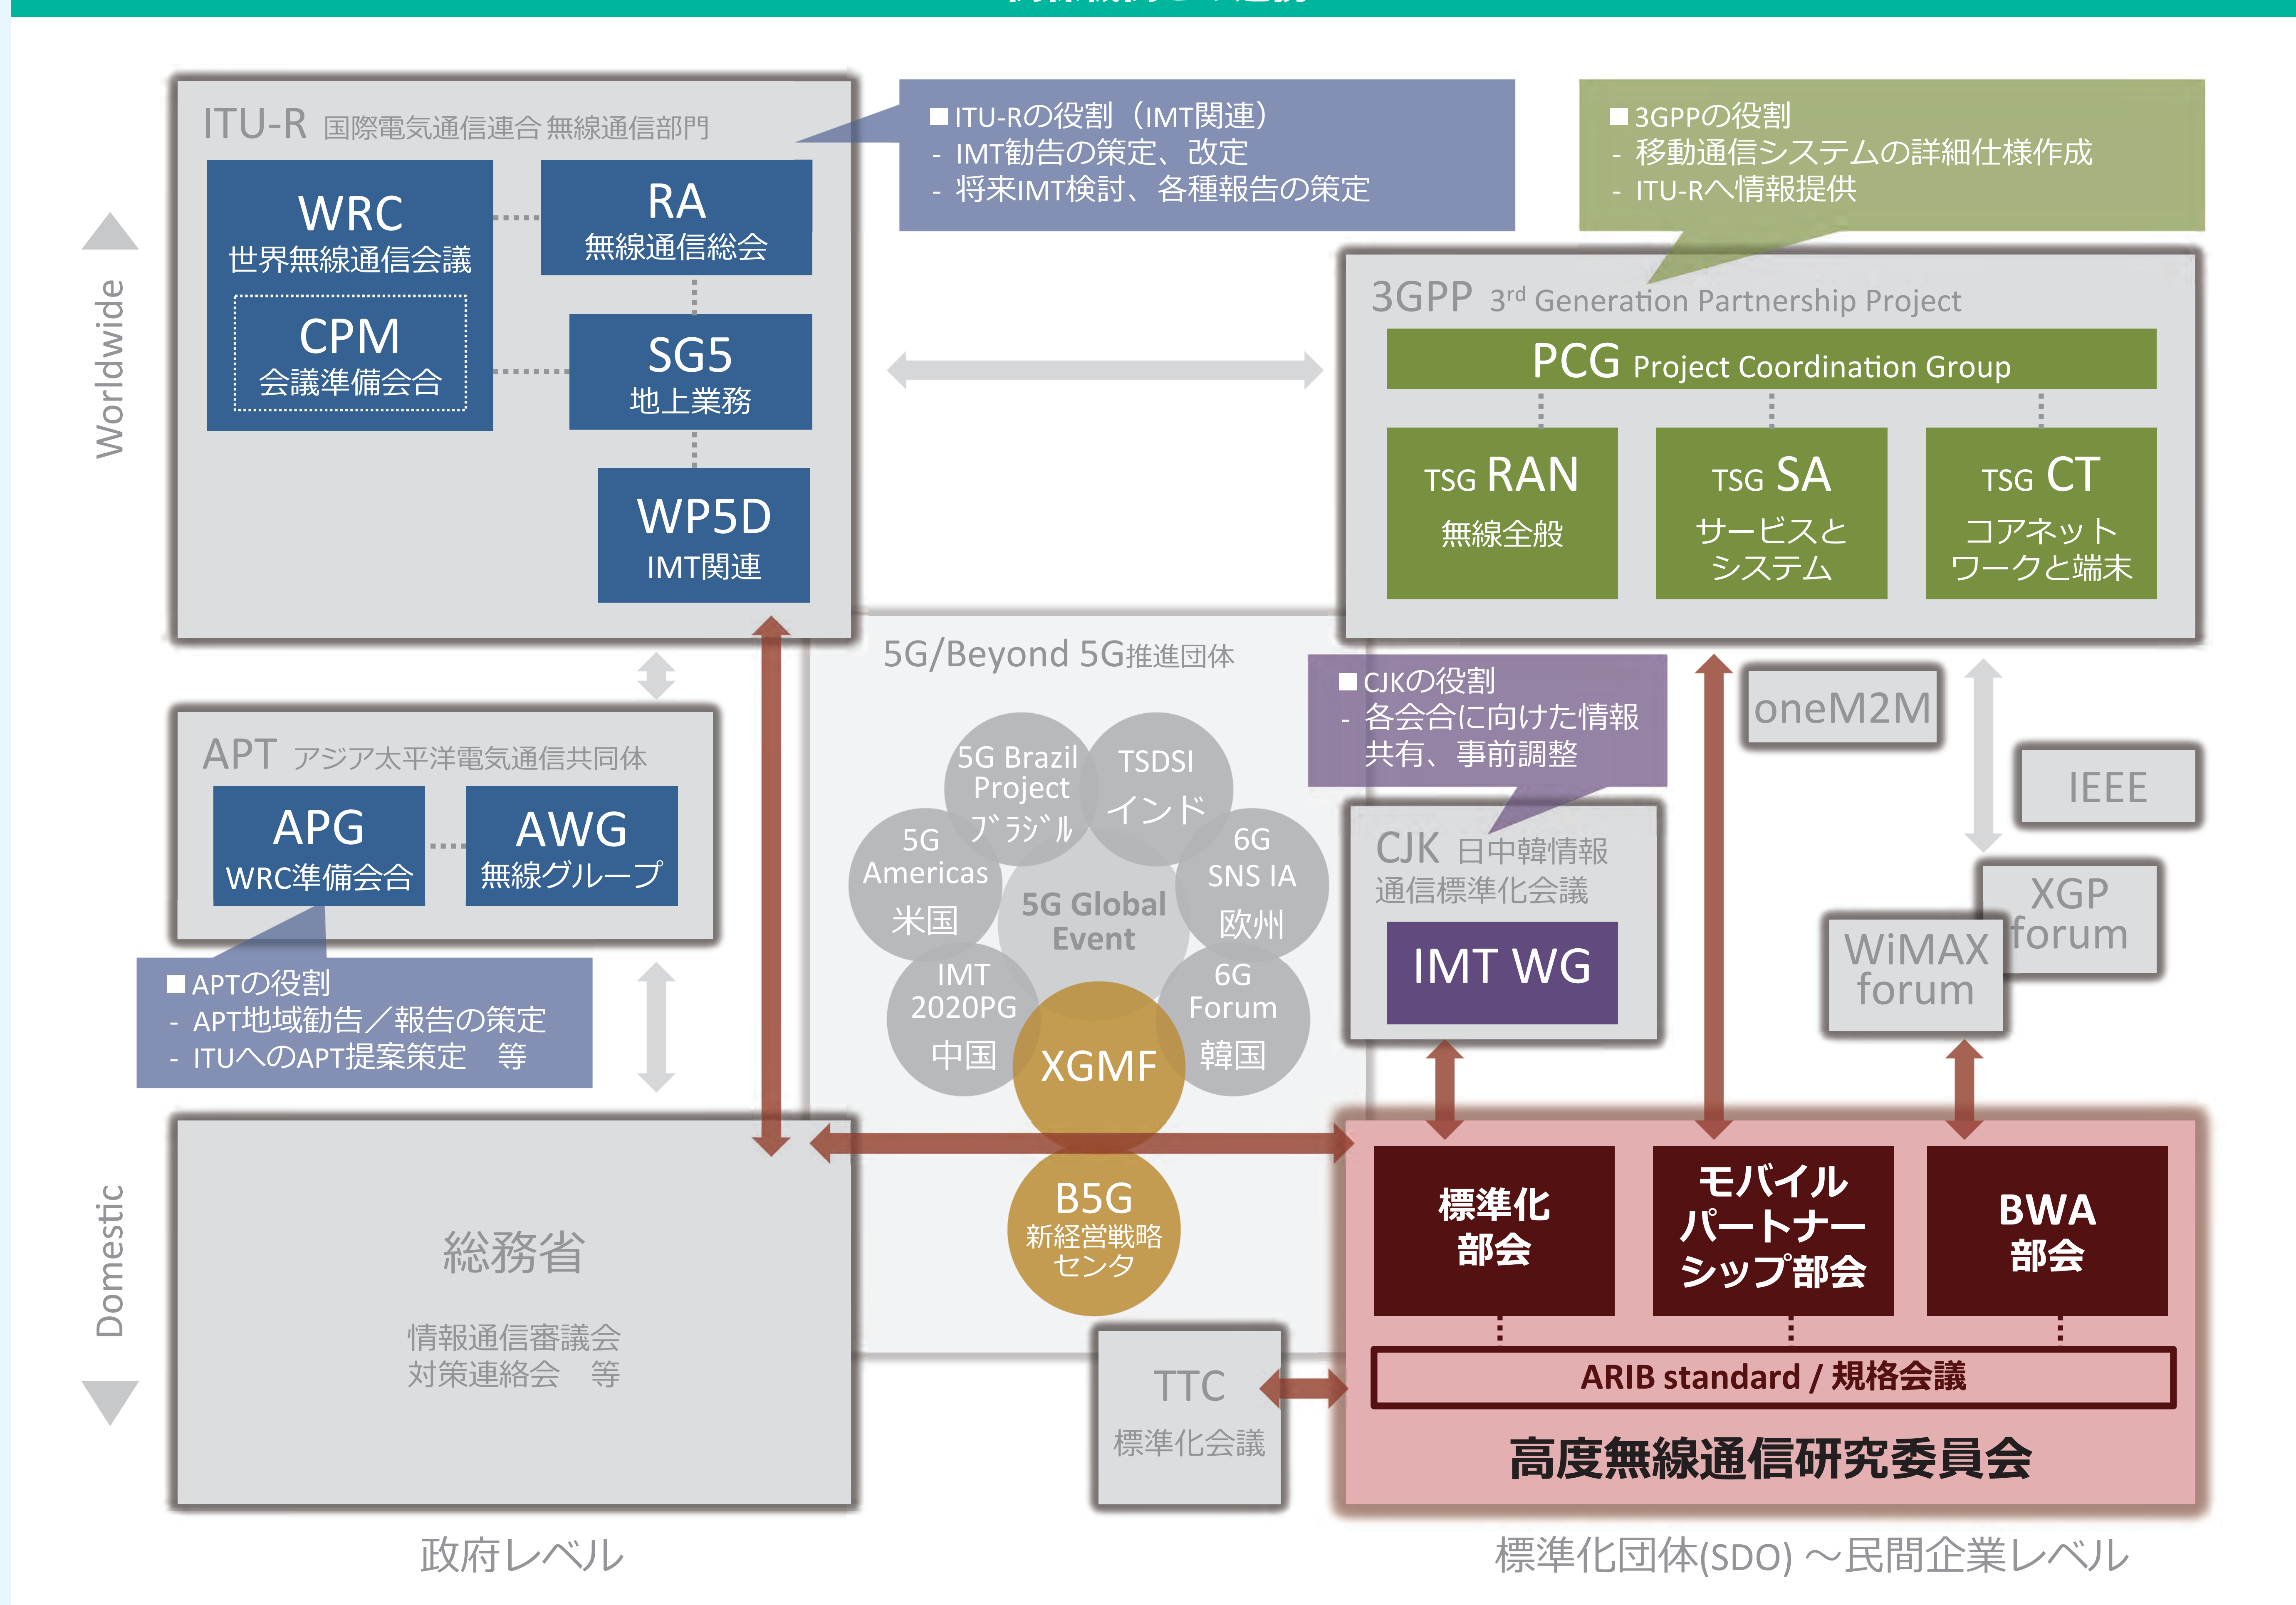 ITU-R 国際電気通信連合 無線通信部門
WRC
世界無線通信会議
CPM
会議準備会合
RA
無線通信総会
SG5
地上業務
WP5D
IMT関連
■ITU-Rの役割（IMT関連）
- IMT勧告の策定、改定
- 将来IMT検討、各種報告の策定
■3GPPの役割
- 移動通信システムの詳細仕様作成
- ITU-Rへ情報提供
3GPP 3rd Generation Partnership Project
PCG Project Coordination Group
TSG RAN
無線全般
TSG SA
サービスと
システム
TSG CT
コアネット
ワークと端末
Worldwide
APT アジア太平洋電気通信共同体
APG
WRC準備会合
AWG
無線グループ
■APTの役割
- APT地域勧告／報告の策定
- ITUへのAPT提案策定　等
5G/Beyond 5G推進団体
5G Brazil
Project
ﾌﾞﾗｼﾞﾙ
TSDSI
インド
5G
Americas
米国
6G
SNS IA
欧州
5G Global
Event
IMT
2020PG
中国
6G
Forum
韓国
XGMF
B5G
新経営戦略
センタ
■CJKの役割
- 各会合に向けた情報
共有、事前調整
CJK 日中韓情報
通信標準化会議
IMT WG
oneM2M
IEEE
XGP
forum
WiMAX
forum
Domestic
総務省
情報通信審議会
対策連絡会　等
TTC
標準化会議
標準化
部会
モバイル
パートナー
シップ部会
BWA
部会
ARIB standard / 規格会議
高度無線通信研究委員会
政府レベル
標準化団体(SDO) ～民間企業レベル